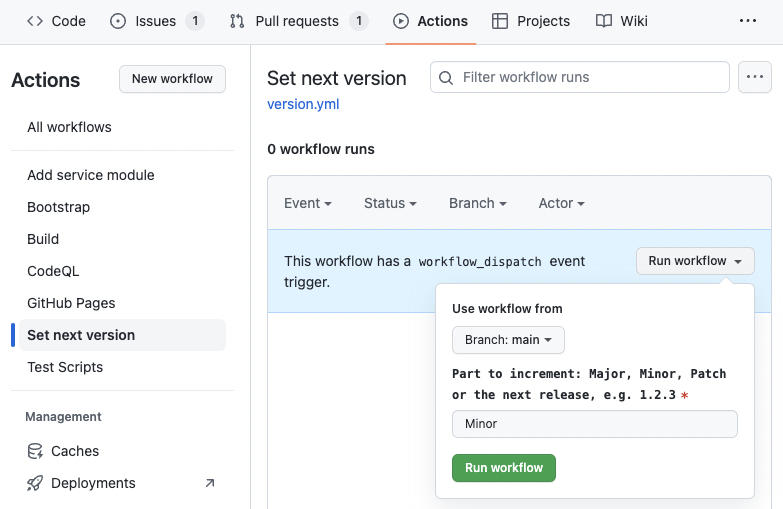 Code Issues 1 Pull requests 1 Actions Projects Wiki ...
Actions New workflow
All workflows
Add service module
Bootstrap
Build
CodeQL
GitHub Pages
Set next version
Test Scripts
Management
Caches
Deployments
Set next version Filter workflow runs ...
version.yml
0 workflow runs
Event Status Branch Actor
This workflow has a workflow_dispatch event
trigger.
Run workflow
Use workflow from
Branch: main
Part to increment: Major, Minor, Patch
or the next release, e.g. 1.2.3 *
Minor
Run workflow